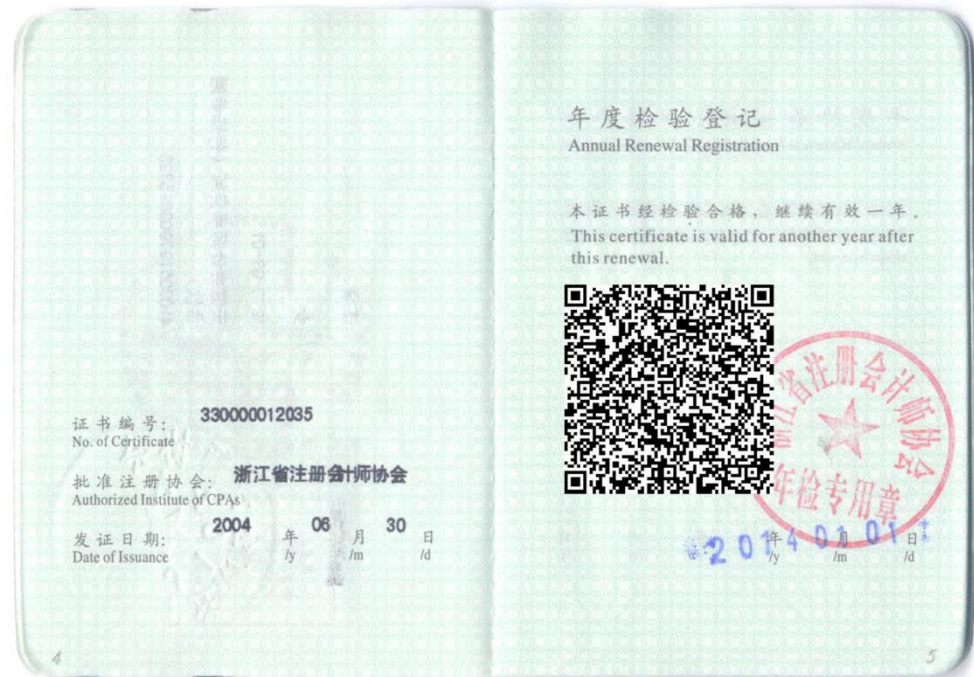 证书编号: 330000012035
No. of Certificate
批准注册协会: 浙江省注册会计师协会
Authorized Institute of CPAs
发证日期: 2004 年 06 月 30 日
Date of Issuance /y /m /d
4
年度检验登记
Annual Renewal Registration
本证书经检验合格，继续有效一年。
This certificate is valid for another year after
this renewal.
浙江省注册会计师协会
年检专用章
2014 年 01 月 01 日
/y /m /d
5